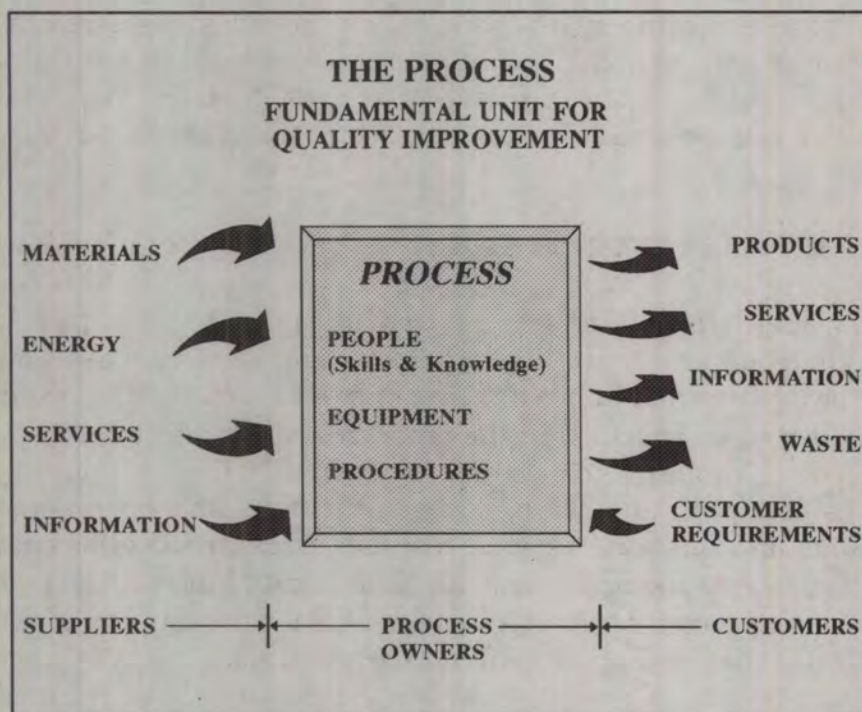 THE PROCESS
FUNDAMENTAL UNIT FOR
QUALITY IMPROVEMENT
MATERIALS
ENERGY
SERVICES
INFORMATION
PROCESS
PEOPLE
(Skills & Knowledge)
EQUIPMENT
PROCEDURES
PRODUCTS
SERVICES
INFORMATION
WASTE
CUSTOMER
REQUIREMENTS
SUPPLIERS
PROCESS
OWNERS
CUSTOMERS